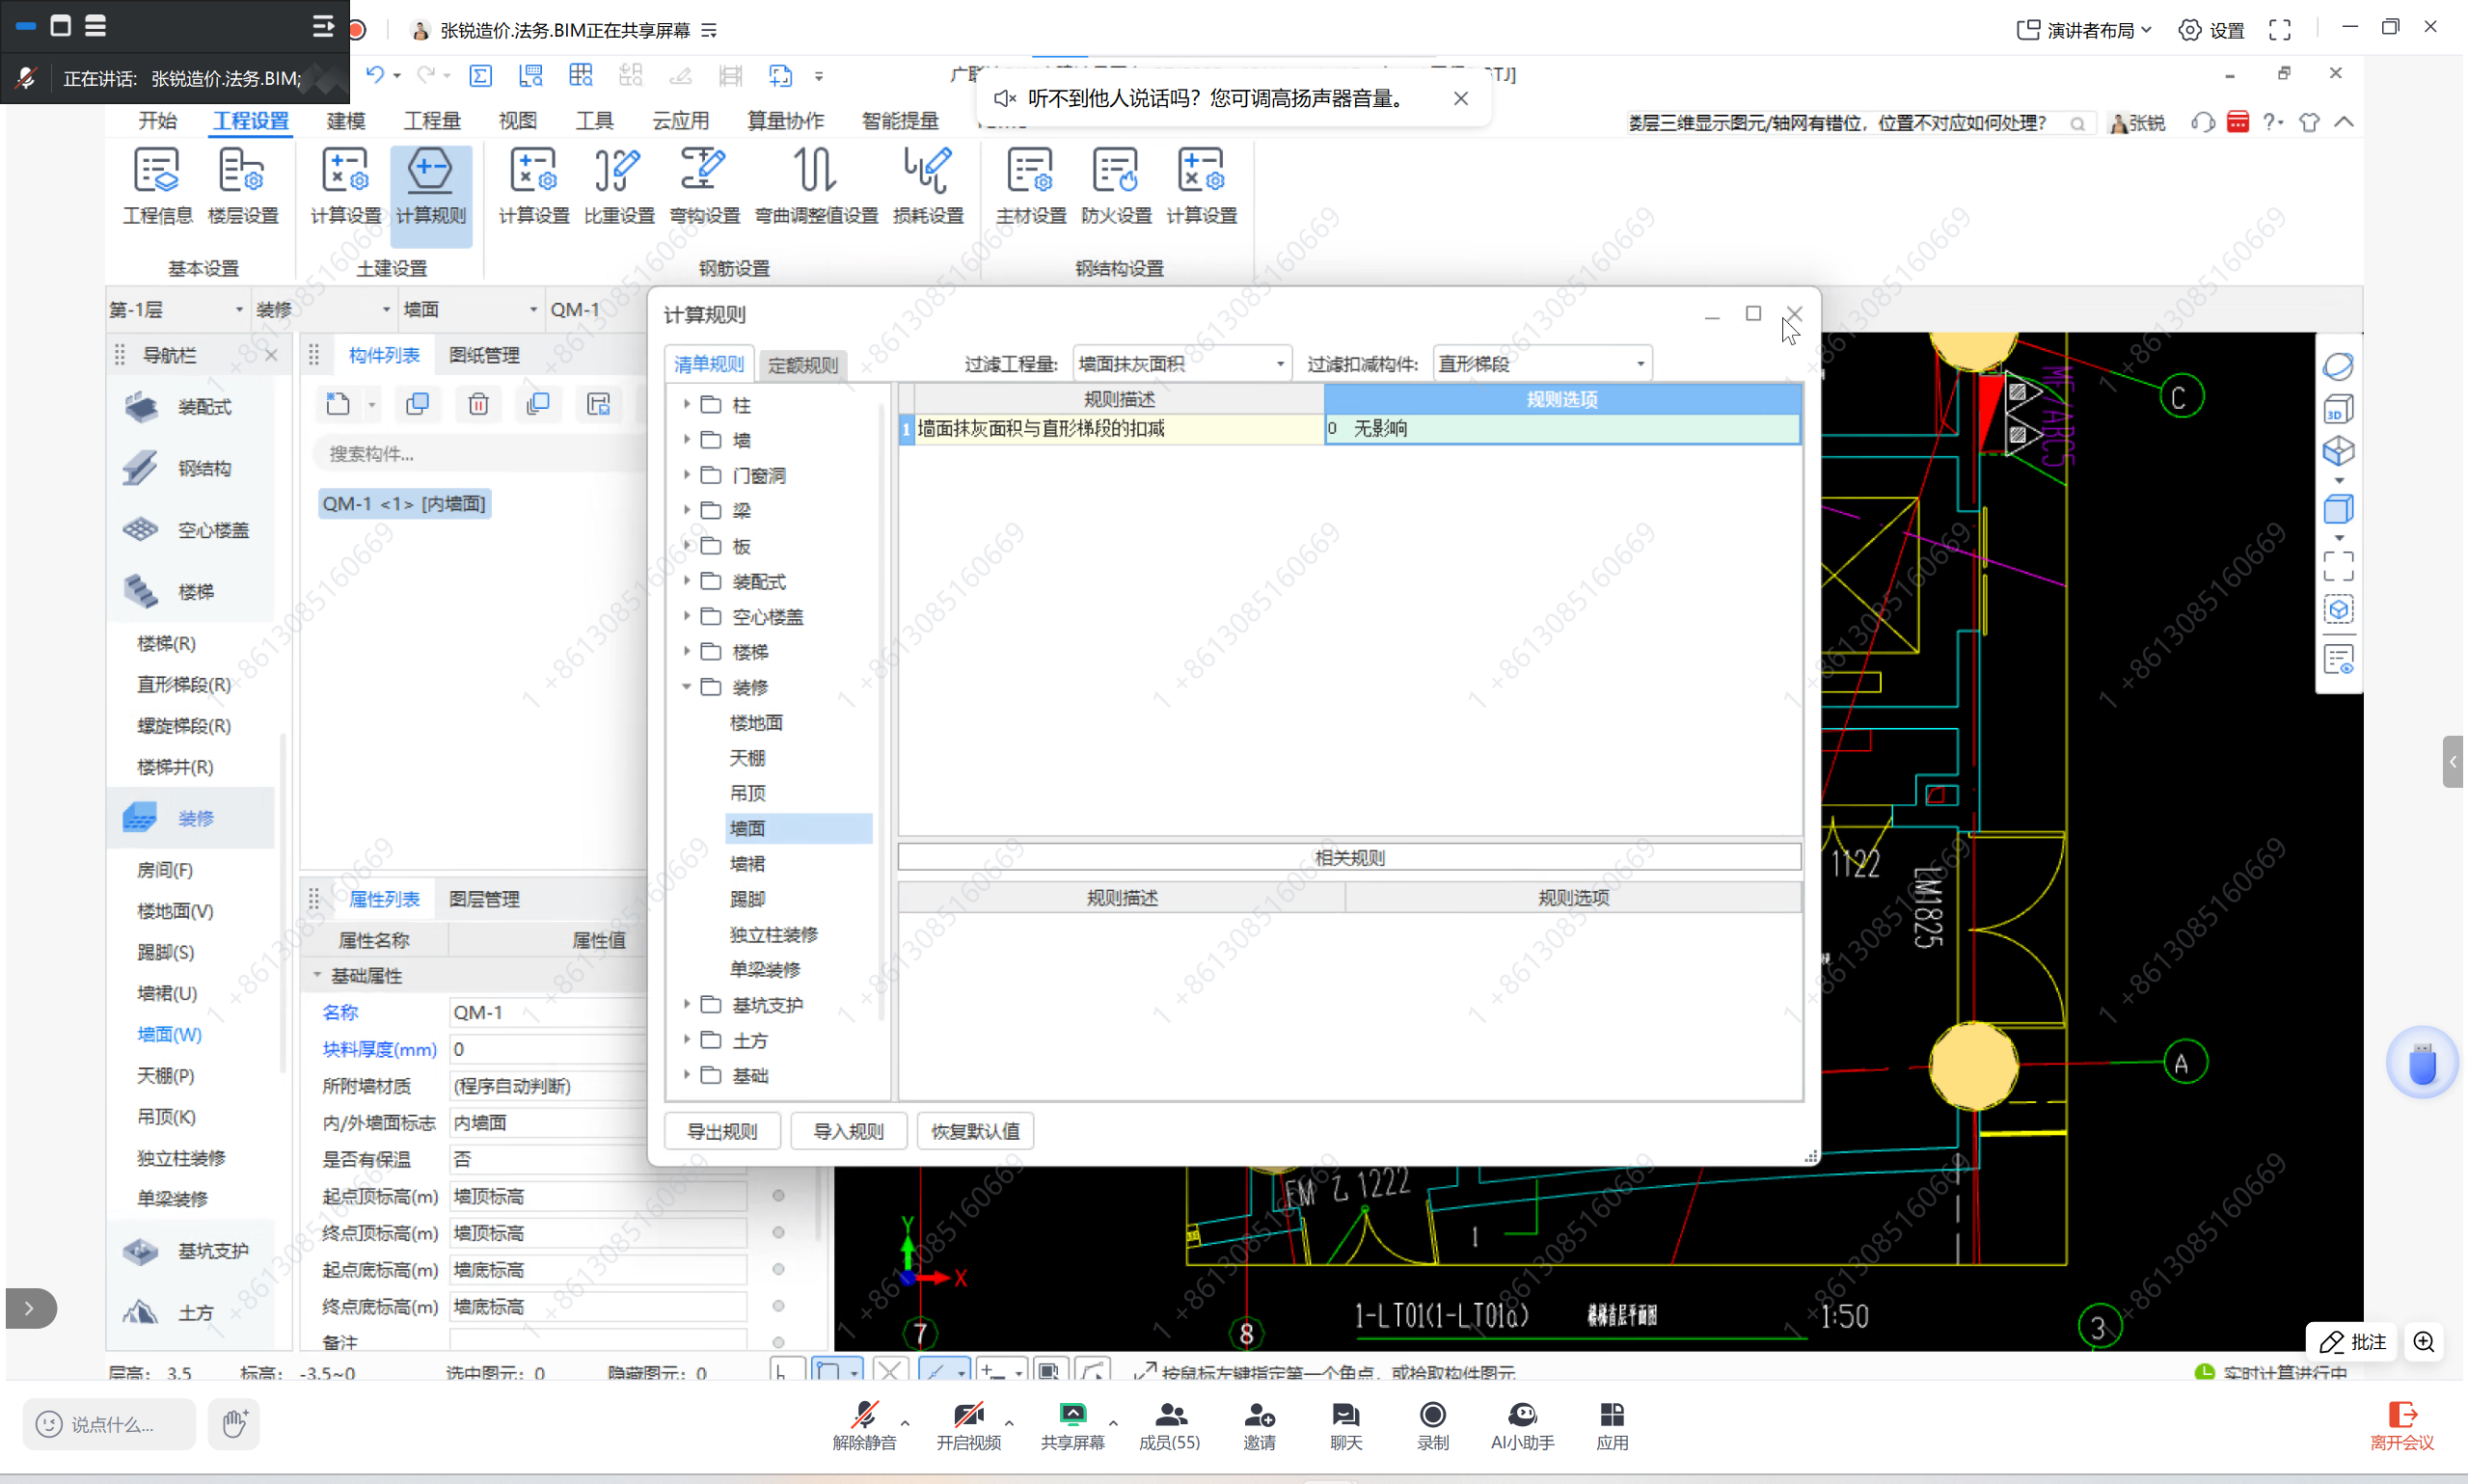 张锐造价.法务.BIM正在共享屏幕
演讲者布局
设置
正在讲话: 张锐造价.法务.BIM;
TJ]
听不到他人说话吗？您可调高扬声器音量。
开始 工程设置 建模 工程量 视图 工具 云应用 算量协作 智能提量
楼层三维显示图元/轴网有错位，位置不对应如何处理？
张锐
工程信息 楼层设置 计算设置 计算规则 计算设置 比重设置 弯钩设置 弯曲调整值设置 损耗设置 主材设置 防火设置 计算设置
基本设置 土建设置 钢筋设置 钢结构设置
第-1层 装修 墙面 QM-1
导航栏
装配式
钢结构
空心楼盖
楼梯
楼梯(R)
直形梯段(R)
螺旋梯段(R)
楼梯井(R)
装修
房间(F)
楼地面(V)
踢脚(S)
墙裙(U)
墙面(W)
天棚(P)
吊顶(K)
独立柱装修
单梁装修
基坑支护
土方
构件列表 图纸管理
搜索构件...
QM-1 <1> [内墙面]
属性列表 图层管理
属性名称 属性值
基础属性
名称 QM-1
块料厚度(mm) 0
所附墙材质 (程序自动判断)
内/外墙面标志 内墙面
是否有保温 否
起点顶标高(m) 墙顶标高
终点顶标高(m) 墙顶标高
起点底标高(m) 墙底标高
终点底标高(m) 墙底标高
备注
计算规则
清单规则 定额规则
过滤工程量: 墙面抹灰面积 过滤扣减构件: 直形梯段
柱
墙
门窗洞
梁
板
装配式
空心楼盖
楼梯
装修
楼地面
天棚
吊顶
墙面
墙裙
踢脚
独立柱装修
单梁装修
基坑支护
土方
基础
规则描述 规则选项
1 墙面抹灰面积与直形梯段的扣减 0 无影响
相关规则
规则描述 规则选项
导出规则 导入规则 恢复默认值
C
1122
LM1825
A
FM 乙 1222
1
Y
X
7
8
3
1-LT01(1-LT01a) 楼梯首层平面图 1:50
3D
批注
层高: 3.5 标高: -3.5~0 选中图元: 0 隐藏图元: 0
按鼠标左键指定第一个角点，或拾取构件图元
实时计算进行中
说点什么...
解除静音 开启视频 共享屏幕 成员(55) 邀请 聊天 录制 AI小助手 应用
离开会议
1 +8613085160669